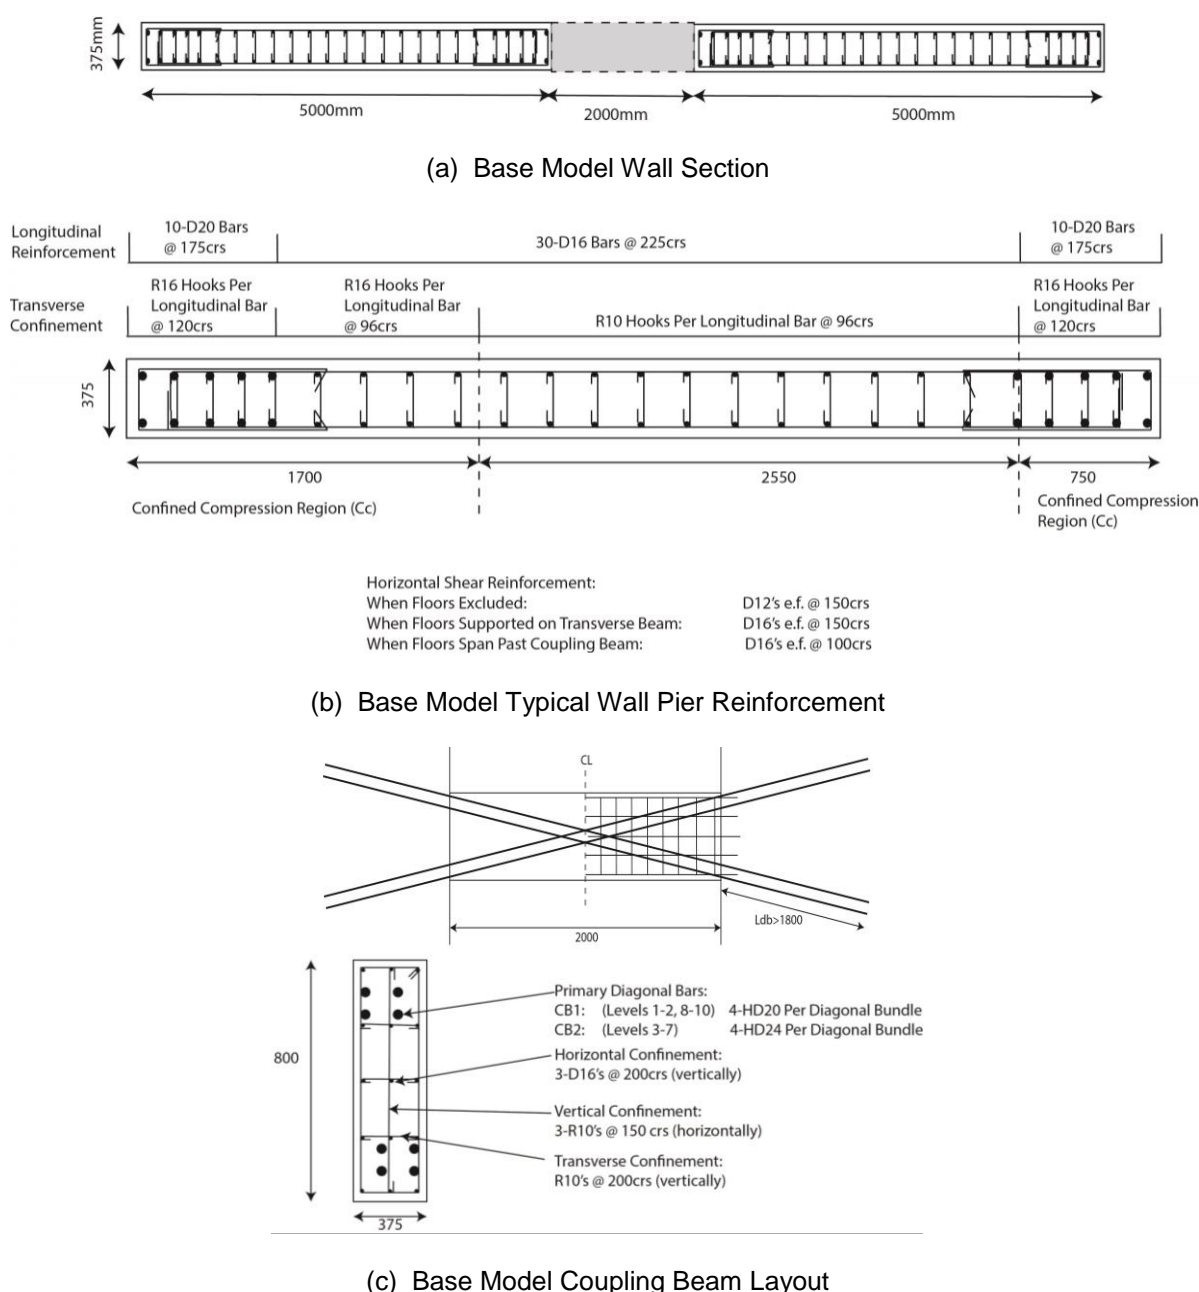 375mm
5000mm
2000mm
5000mm
(a) Base Model Wall Section
Longitudinal
Reinforcement
10-D20 Bars
@ 175crs
30-D16 Bars @ 225crs
10-D20 Bars
@ 175crs
Transverse
Confinement
R16 Hooks Per
Longitudinal Bar
@ 120crs
R16 Hooks Per
Longitudinal Bar
@ 96crs
R10 Hooks Per Longitudinal Bar @ 96crs
R16 Hooks Per
Longitudinal Bar
@ 120crs
375
1700
2550
750
Confined Compression Region (Cc)
Confined Compression
Region (Cc)
Horizontal Shear Reinforcement:
When Floors Excluded: D12's e.f. @ 150crs
When Floors Supported on Transverse Beam: D16's e.f. @ 150crs
When Floors Span Past Coupling Beam: D16's e.f. @ 100crs
(b) Base Model Typical Wall Pier Reinforcement
CL
Ldb>1800
2000
800
375
Primary Diagonal Bars:
CB1: (Levels 1-2, 8-10) 4-HD20 Per Diagonal Bundle
CB2: (Levels 3-7) 4-HD24 Per Diagonal Bundle
Horizontal Confinement:
3-D16's @ 200crs (vertically)
Vertical Confinement:
3-R10's @ 150 crs (horizontally)
Transverse Confinement:
R10's @ 200crs (vertically)
(c) Base Model Coupling Beam Layout